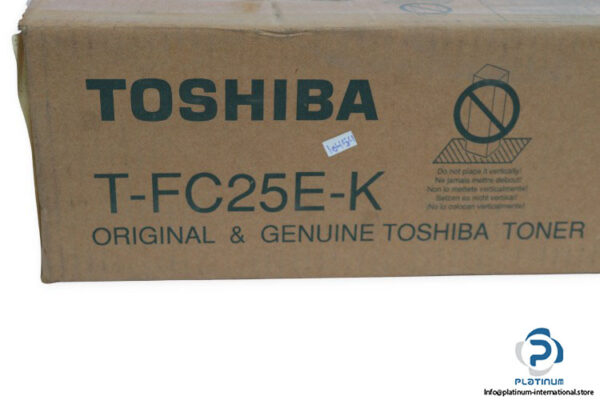 TOSHIBA
T-FC25E-K
ORIGINAL & GENUINE TOSHIBA TONER
Do not place it vertically!
Ne jamais mettre debout!
Non lo mettete verticalmente!
Setzen es nicht vertikal!
¡No lo colocan verticalmente!
PLATINUM
Info@platinum-international.store